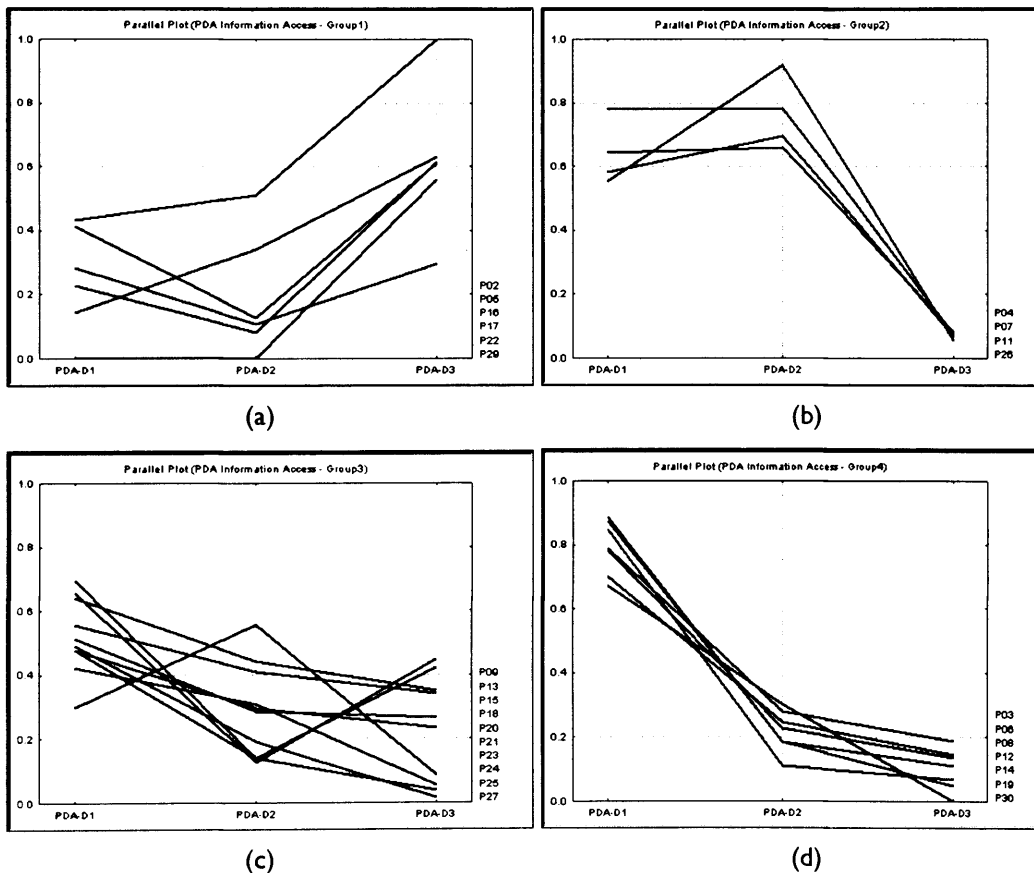 Parallel Plot (PDA Information Access - Group1)
1.0
0.8
0.6
0.4
0.2
0.0
PDA-D1
PDA-D2
PDA-D3
P02
P05
P16
P17
P22
P29
(a)
Parallel Plot (PDA Information Access - Group2)
1.0
0.8
0.6
0.4
0.2
0.0
PDA-D1
PDA-D2
PDA-D3
P04
P07
P11
P26
(b)
Parallel Plot (PDA Information Access - Group3)
1.0
0.8
0.6
0.4
0.2
0.0
PDA-D1
PDA-D2
PDA-D3
P09
P13
P15
P18
P20
P21
P23
P24
P25
P27
(c)
Parallel Plot (PDA Information Access - Group4)
1.0
0.8
0.6
0.4
0.2
0.0
PDA-D1
PDA-D2
PDA-D3
P03
P06
P08
P12
P14
P19
P30
(d)